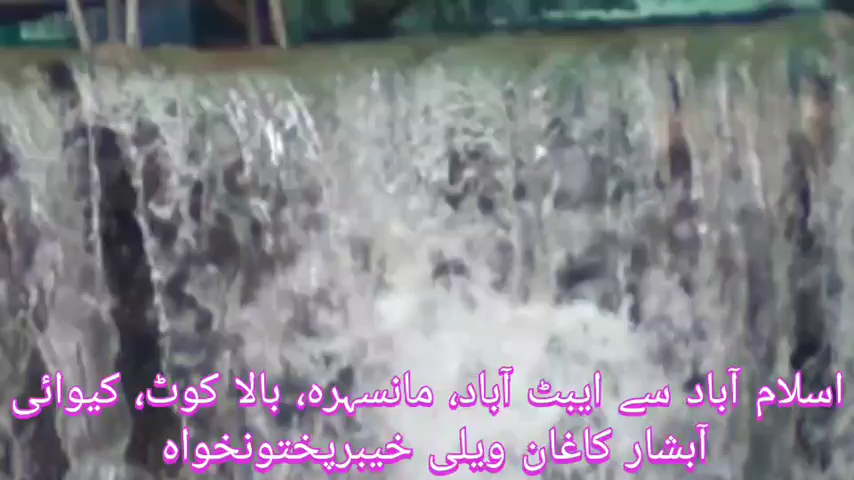 اسلام آباد سے ایبٹ آباد، مانسہرہ، بالا کوٹ، کیوائی
آبشار کاغان ویلی خیبرپختونخواہ